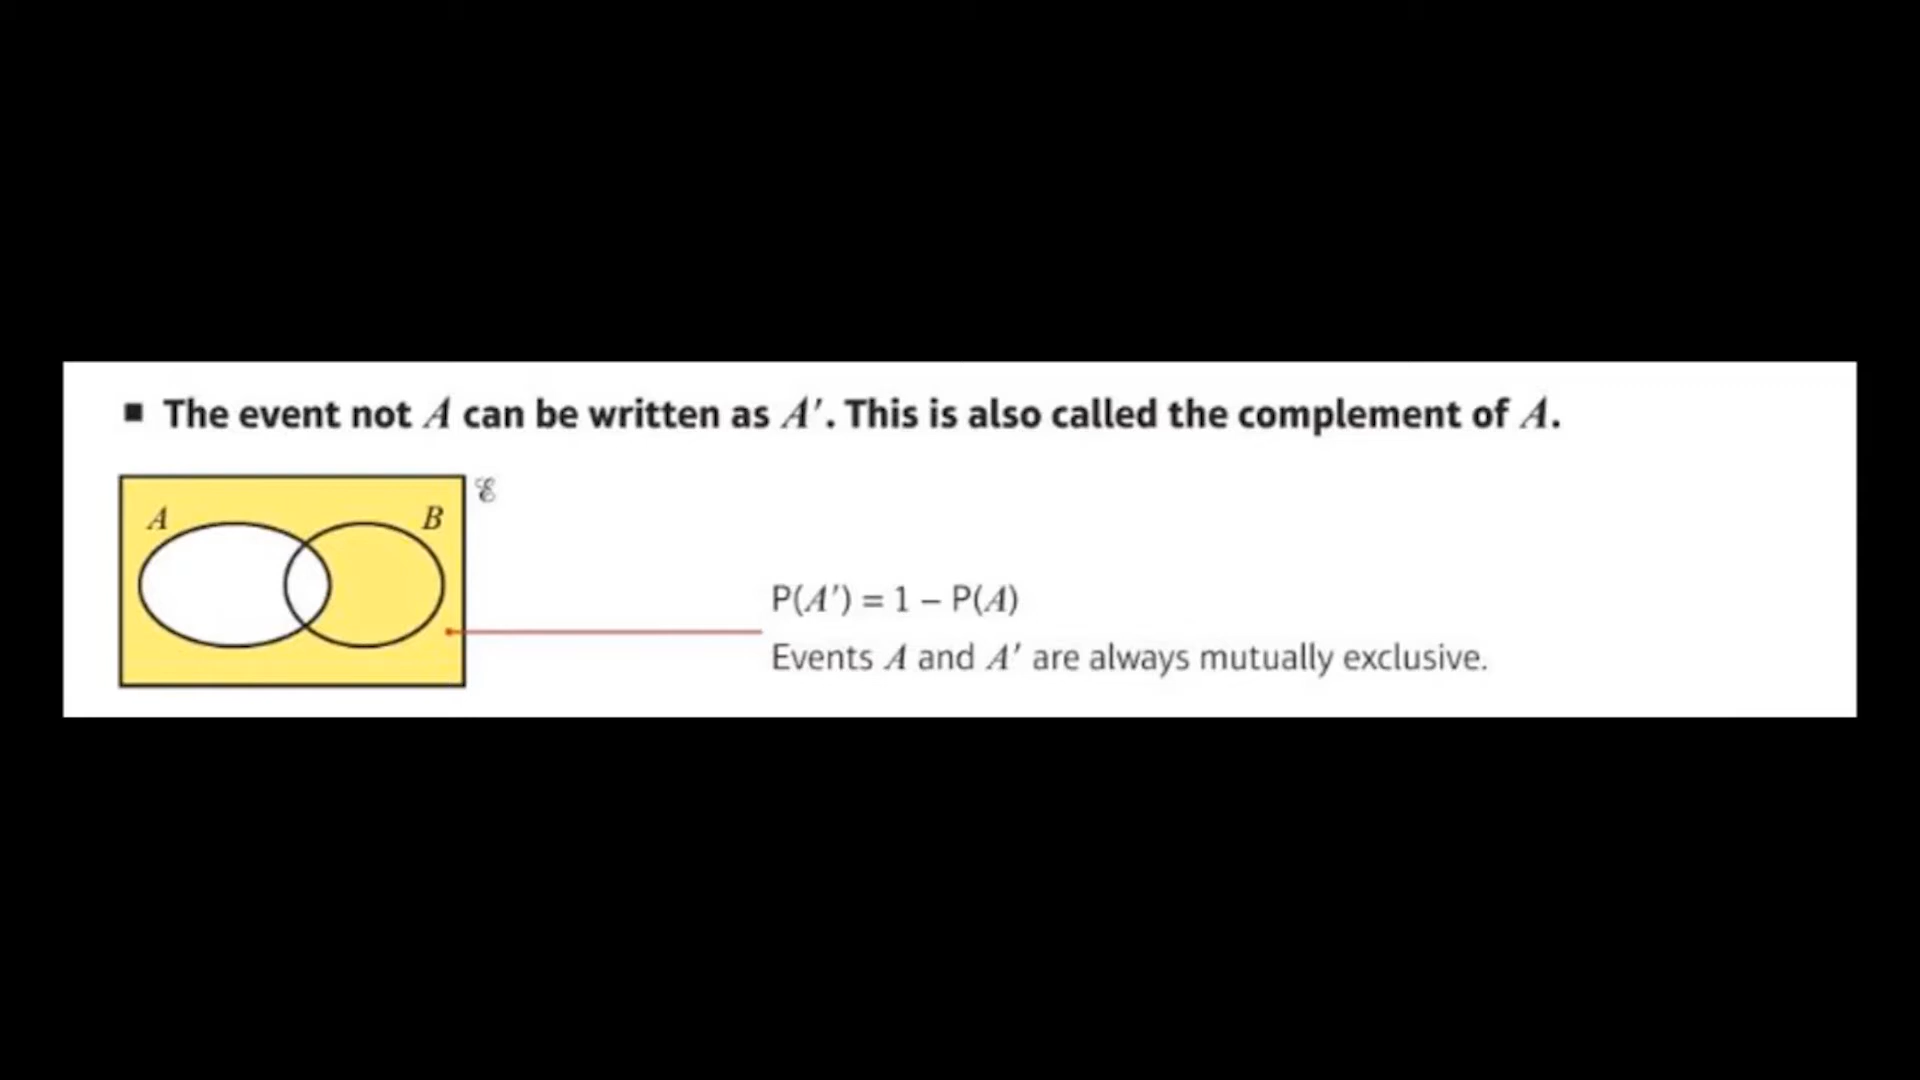 ■ The event not A can be written as A′. This is also called the complement of A.
ℰ
A
B
P(A′) = 1 – P(A)
Events A and A′ are always mutually exclusive.